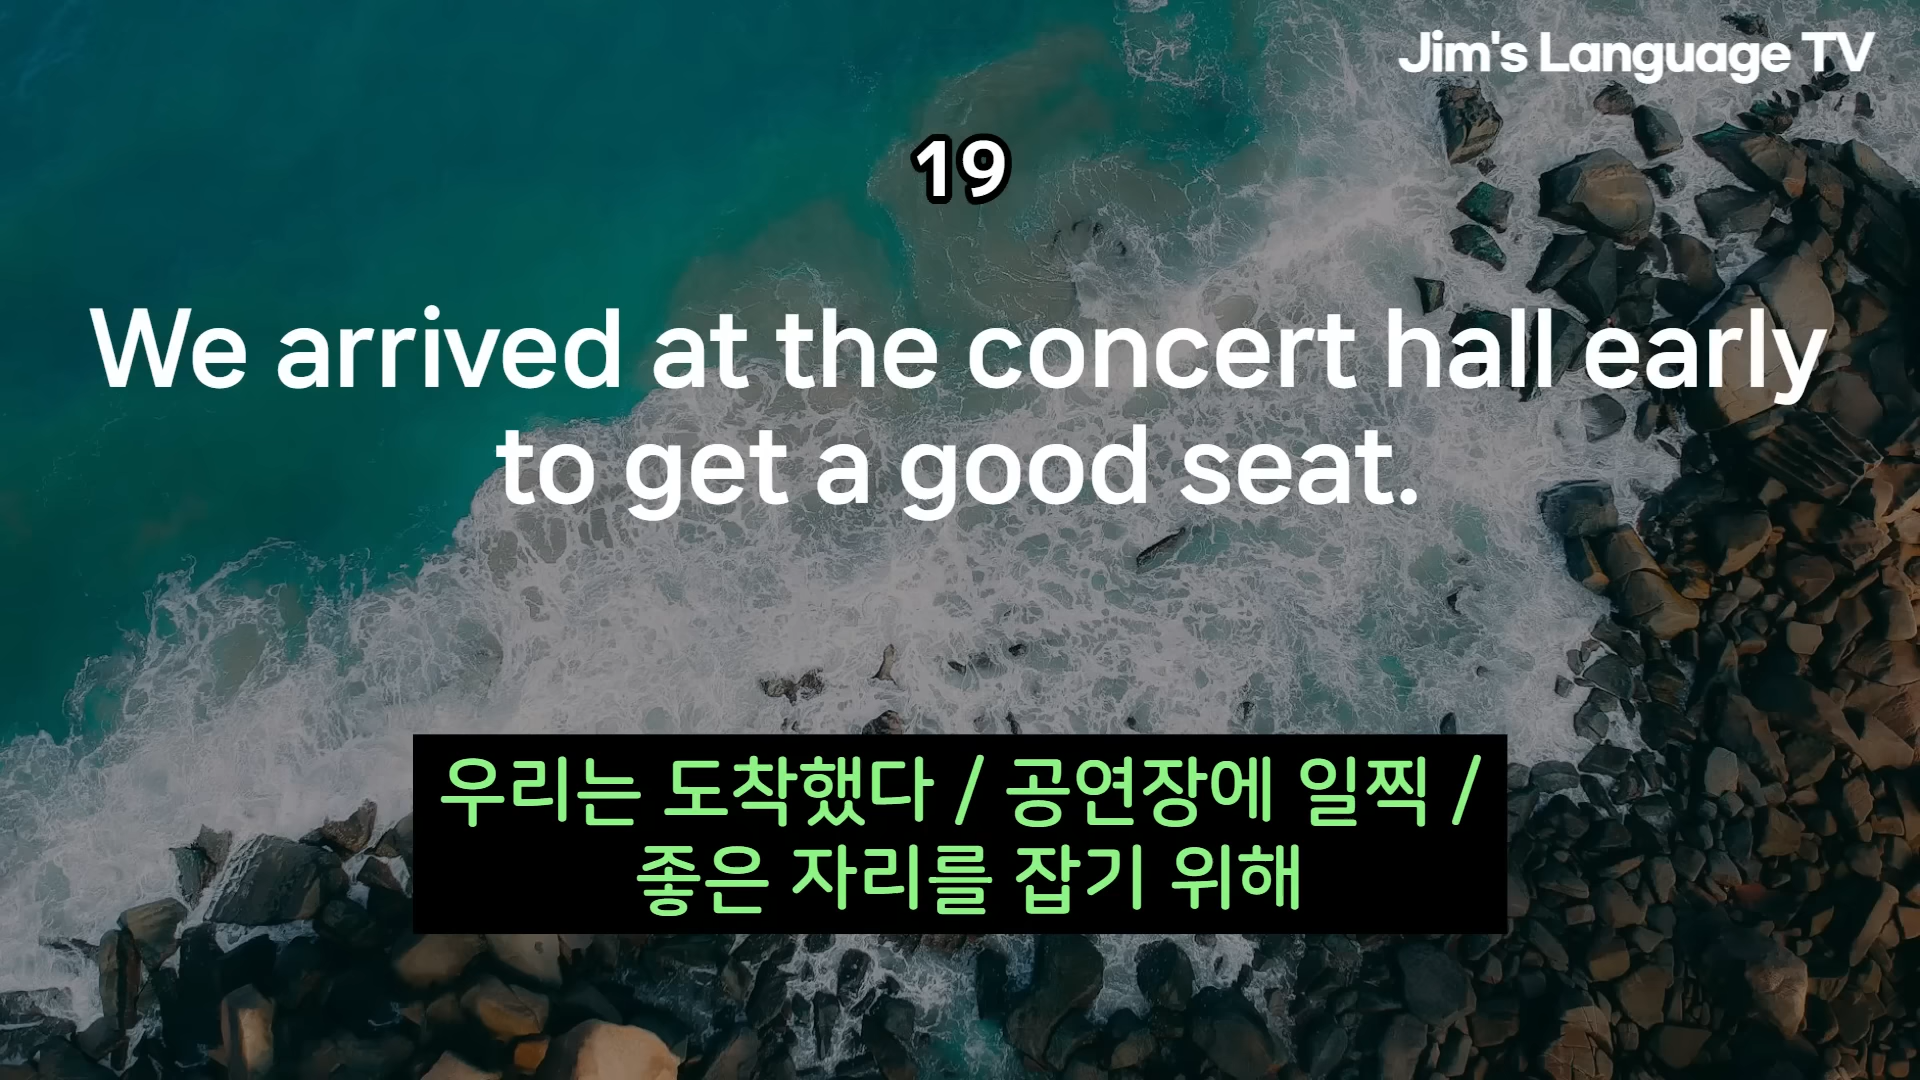 Jim's Language TV
19
We arrived at the concert hall early
to get a good seat.
우리는 도착했다 / 공연장에 일찍 /
좋은 자리를 잡기 위해